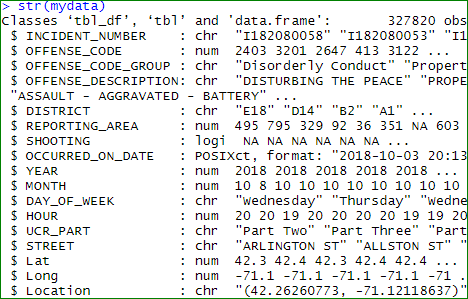 > str(mydata)
Classes ‘tbl_df’, ‘tbl’ and 'data.frame': 327820 obs
$ INCIDENT_NUMBER : chr "I182080058" "I182080053" "I1
$ OFFENSE_CODE : num 2403 3201 2647 413 3122 ...
$ OFFENSE_CODE_GROUP : chr "Disorderly Conduct" "Propert
$ OFFENSE_DESCRIPTION: chr "DISTURBING THE PEACE" "PROPE
"ASSAULT - AGGRAVATED - BATTERY" ...
$ DISTRICT : chr "E18" "D14" "B2" "A1" ...
$ REPORTING_AREA : num 495 795 329 92 36 351 NA 603
$ SHOOTING : logi NA NA NA NA NA NA ...
$ OCCURRED_ON_DATE : POSIXct, format: "2018-10-03 20:13
$ YEAR : num 2018 2018 2018 2018 2018 ...
$ MONTH : num 10 8 10 10 10 10 10 10 10 10
$ DAY_OF_WEEK : chr "Wednesday" "Thursday" "Wedne
$ HOUR : num 20 20 19 20 20 20 20 19 19 20
$ UCR_PART : chr "Part Two" "Part Three" "Part
$ STREET : chr "ARLINGTON ST" "ALLSTON ST" "
$ Lat : num 42.3 42.4 42.3 42.4 42.4 ...
$ Long : num -71.1 -71.1 -71.1 -71.1 -71 .
$ Location : chr "(42.26260773, -71.12118637)"